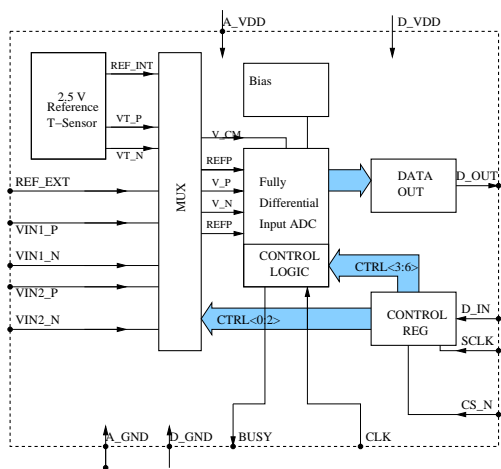 A_VDD
D_VDD
2.5 V
Reference
T−Sensor
REF_INT
VT_P
VT_N
Bias
MUX
V_CM
REFP
V_P
V_N
REFP
Fully
Differential
Input ADC
CONTROL
LOGIC
DATA
OUT
D_OUT
REF_EXT
VIN1_P
VIN1_N
VIN2_P
VIN2_N
CTRL<3:6>
CTRL<0:2>
CONTROL
REG
D_IN
SCLK
CS_N
A_GND
D_GND
BUSY
CLK